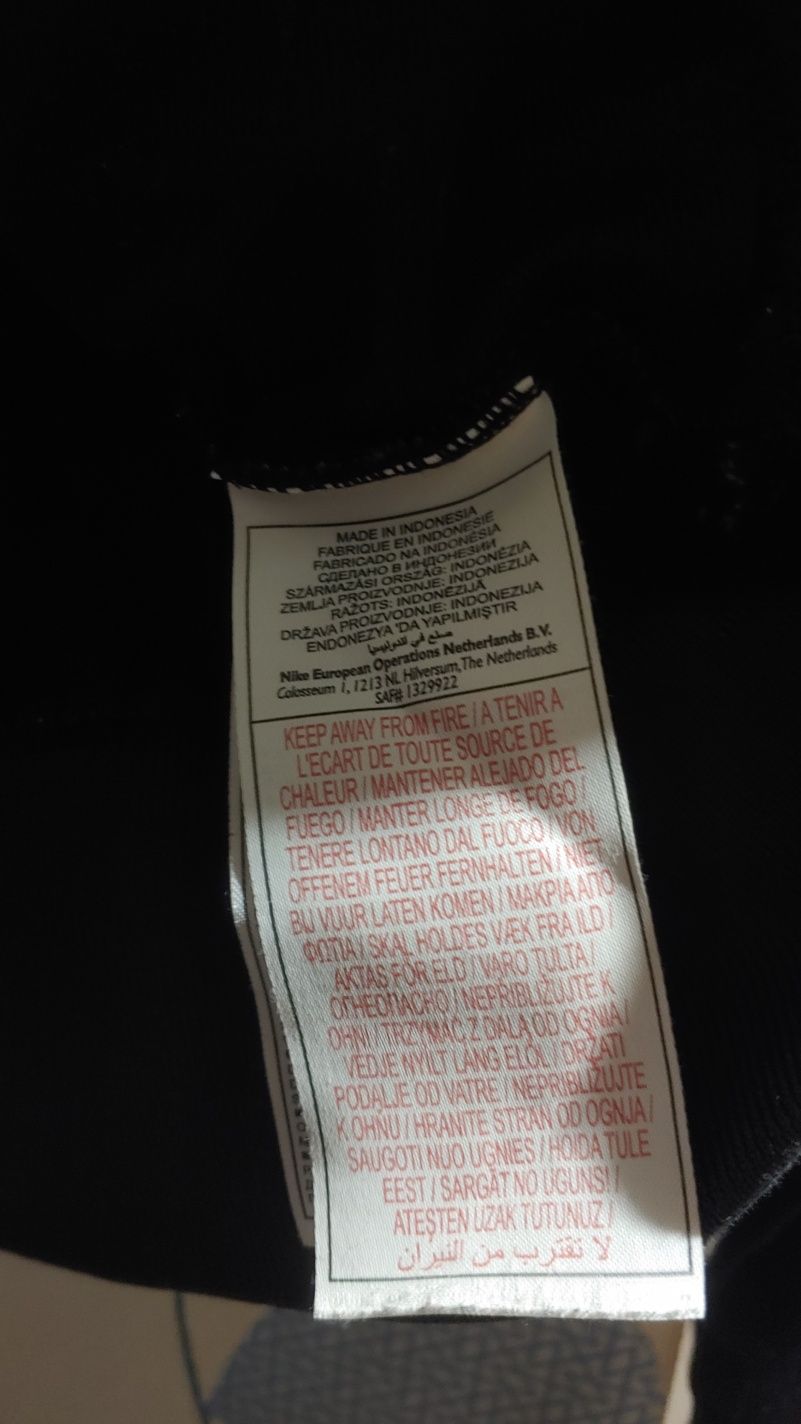 MADE IN INDONESIA
FABRIQUE EN INDONESIE
FABRICADO NA INDONÉSIA
СДЕЛАНО В ИНДОНЕЗИИ
SZÁRMAZÁSI ORSZÁG: INDONÉZIA
ZEMLJA PROIZVODNJE: INDONEZIJA
RAŽOTS: INDONĒZIJĀ
DRŽAVA PROIZVODNJE: INDONEZIJA
ENDONEZYA 'DA YAPILMIŞTIR
صنع في اندونيسيا
Nike European Operations Netherlands B.V.
Colosseum 1, 1213 NL Hilversum, The Netherlands
SAF# 1329922
KEEP AWAY FROM FIRE / A TENIR A
L'ECART DE TOUTE SOURCE DE
CHALEUR / MANTENER ALEJADO DEL
FUEGO / MANTER LONGE DE FOGO /
TENERE LONTANO DAL FUOCO / VON
OFFENEM FEUER FERNHALTEN / NIET
BIJ VUUR LATEN KOMEN / ΜΑΚΡΙΑ ΑΠΟ
ΦΩΤΙΑ / SKAL HOLDES VÆK FRA ILD /
AKTAS FÖR ELD / VARO TULTA /
ОГНЕОПАСНО / NEPRIBLIŽUJTE K
OHNI / TRZYMAĆ Z DALA OD OGNIA /
VEDJE NYILT LANG ELŐL / DRŽATI
PODALJE OD VATRE / NEPRIBLIŽUJTE
K OHŇU / HRANITE STRAN OD OGNJA /
SAUGOTI NUO UGNIES / HOIDA TULE
EEST / SARGĀT NO UGUNS! /
ATEŞTEN UZAK TUTUNUZ /
لا تقترب من النيران